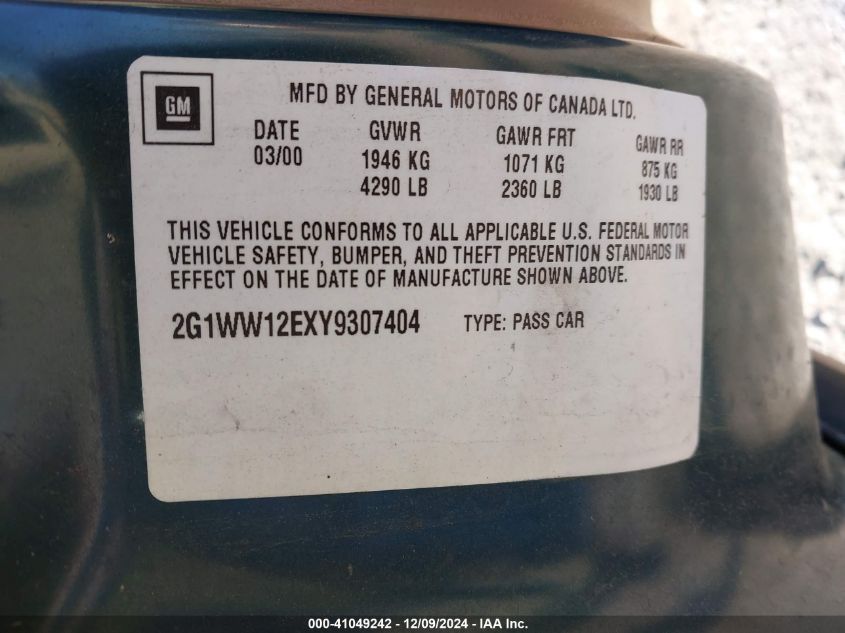 GM
MFD BY GENERAL MOTORS OF CANADA LTD.
DATE GVWR GAWR FRT GAWR RR
03/00 1946 KG 1071 KG 875 KG
4290 LB 2360 LB 1930 LB
THIS VEHICLE CONFORMS TO ALL APPLICABLE U.S. FEDERAL MOTOR
VEHICLE SAFETY, BUMPER, AND THEFT PREVENTION STANDARDS IN
EFFECT ON THE DATE OF MANUFACTURE SHOWN ABOVE.
2G1WW12EXY9307404 TYPE: PASS CAR
000-41049242 - 12/09/2024 - IAA Inc.